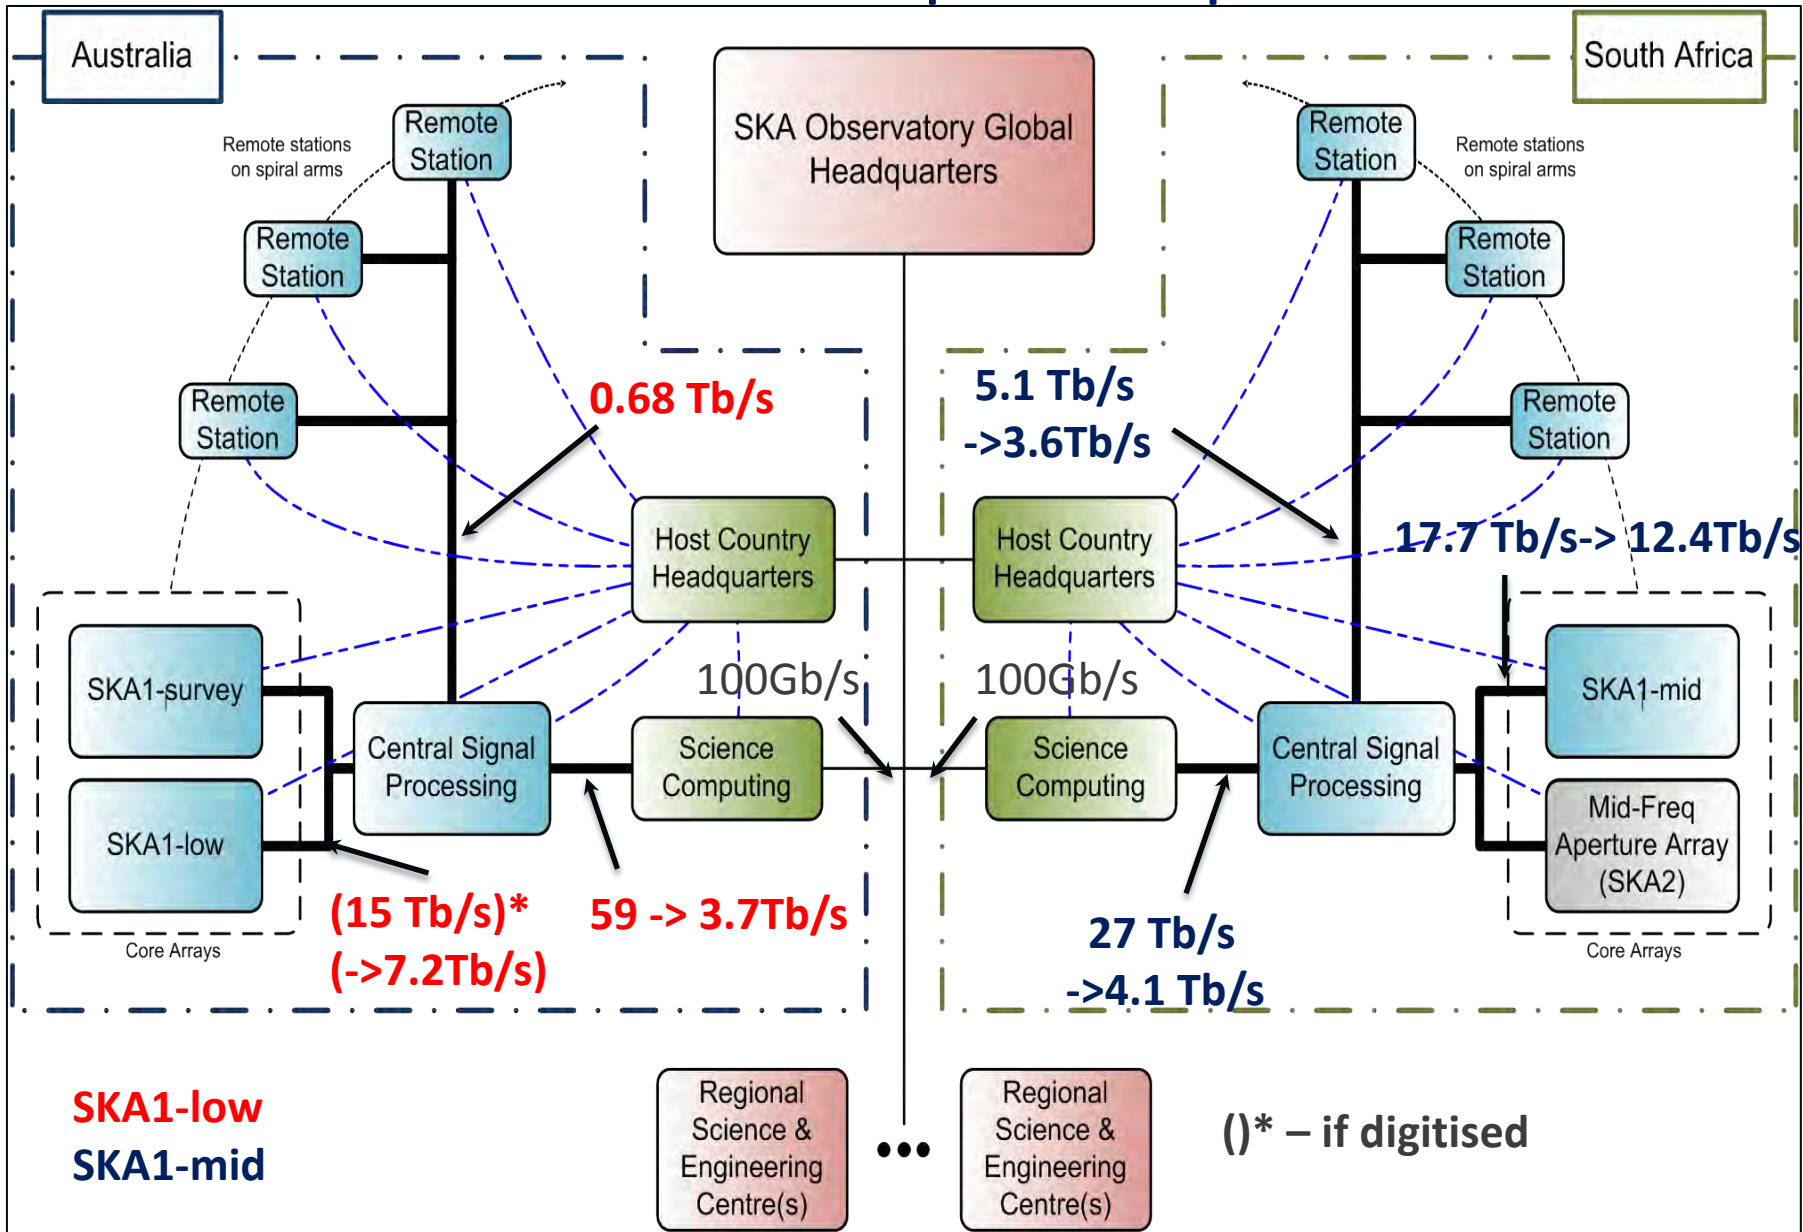 Australia
South Africa
SKA Observatory Global
Headquarters
Remote
Station
Remote stations
on spiral arms
Remote
Station
Remote
Station
Remote
Station
Remote stations
on spiral arms
Remote
Station
Remote
Station
0.68 Tb/s
5.1 Tb/s
->3.6Tb/s
Host Country
Headquarters
Host Country
Headquarters
17.7 Tb/s-> 12.4Tb/s
SKA1-survey
100Gb/s
100Gb/s
SKA1-mid
Central Signal
Processing
Science
Computing
Science
Computing
Central Signal
Processing
SKA1-low
Mid-Freq
Aperture Array
(SKA2)
Core Arrays
(15 Tb/s)*
(->7.2Tb/s)
59 -> 3.7Tb/s
27 Tb/s
->4.1 Tb/s
Core Arrays
SKA1-low
SKA1-mid
Regional
Science &
Engineering
Centre(s)
•••
Regional
Science &
Engineering
Centre(s)
()* – if digitised